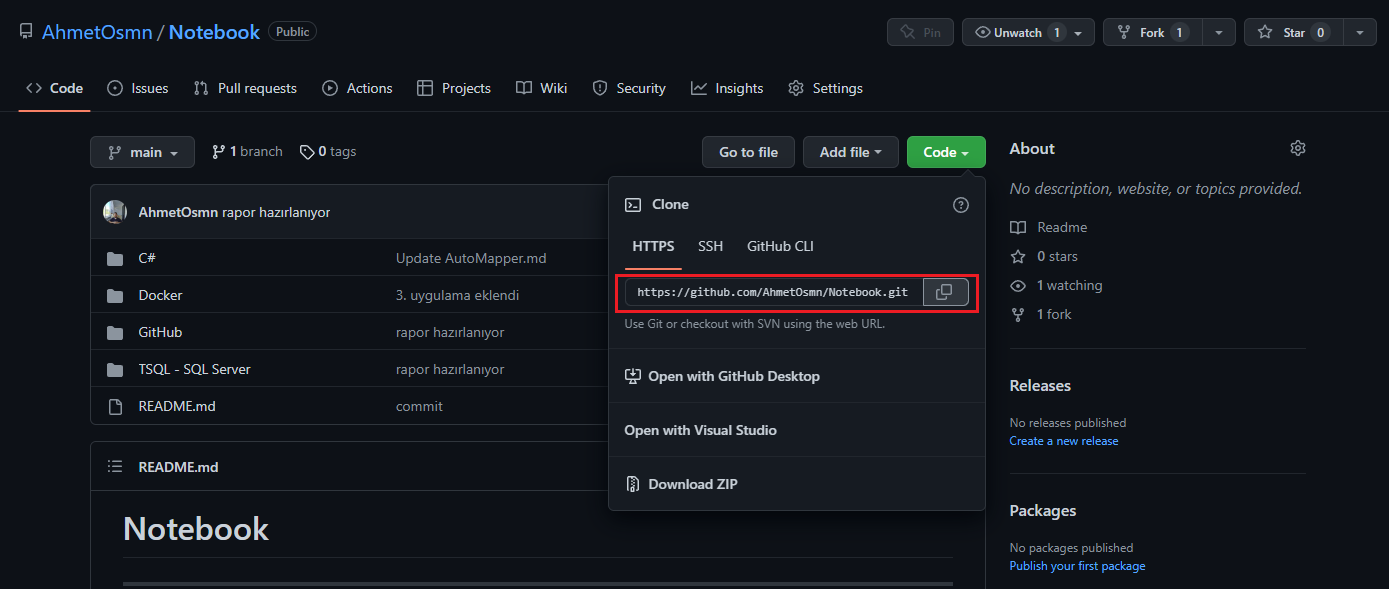 AhmetOsmn / Notebook Public
Pin Unwatch 1 Fork 1 Star 0
Code Issues Pull requests Actions Projects Wiki Security Insights Settings
main 1 branch 0 tags Go to file Add file Code
AhmetOsmn rapor hazırlanıyor
C# Update AutoMapper.md
Docker 3. uygulama eklendi
GitHub rapor hazırlanıyor
TSQL - SQL Server rapor hazırlanıyor
README.md commit
README.md
Notebook
Clone
HTTPS SSH GitHub CLI
https://github.com/AhmetOsmn/Notebook.git
Use Git or checkout with SVN using the web URL.
Open with GitHub Desktop
Open with Visual Studio
Download ZIP
About
No description, website, or topics provided.
Readme
0 stars
1 watching
1 fork
Releases
No releases published
Create a new release
Packages
No packages published
Publish your first package